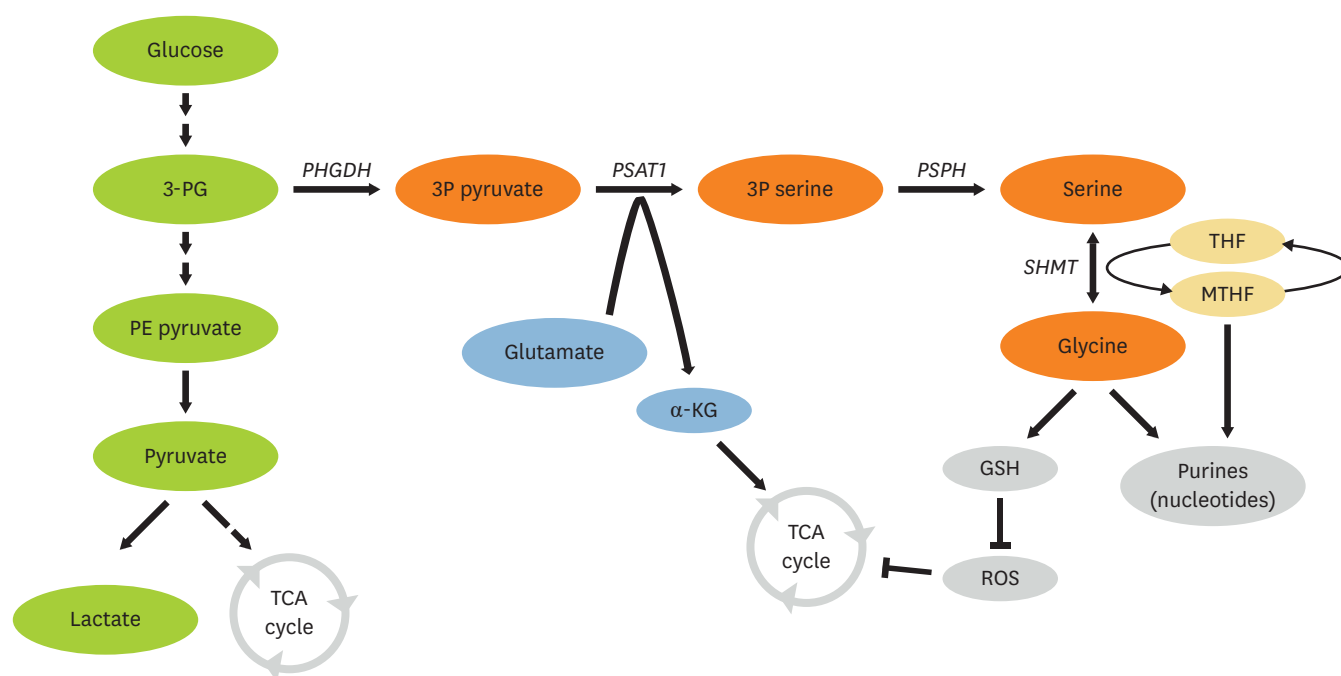 Glucose
3-PG
PHGDH
3P pyruvate
PSAT1
3P serine
PSPH
Serine
THF
SHMT
MTHF
PE pyruvate
Glutamate
Glycine
α-KG
Pyruvate
GSH
Purines
(nucleotides)
TCA
cycle
ROS
Lactate
TCA
cycle